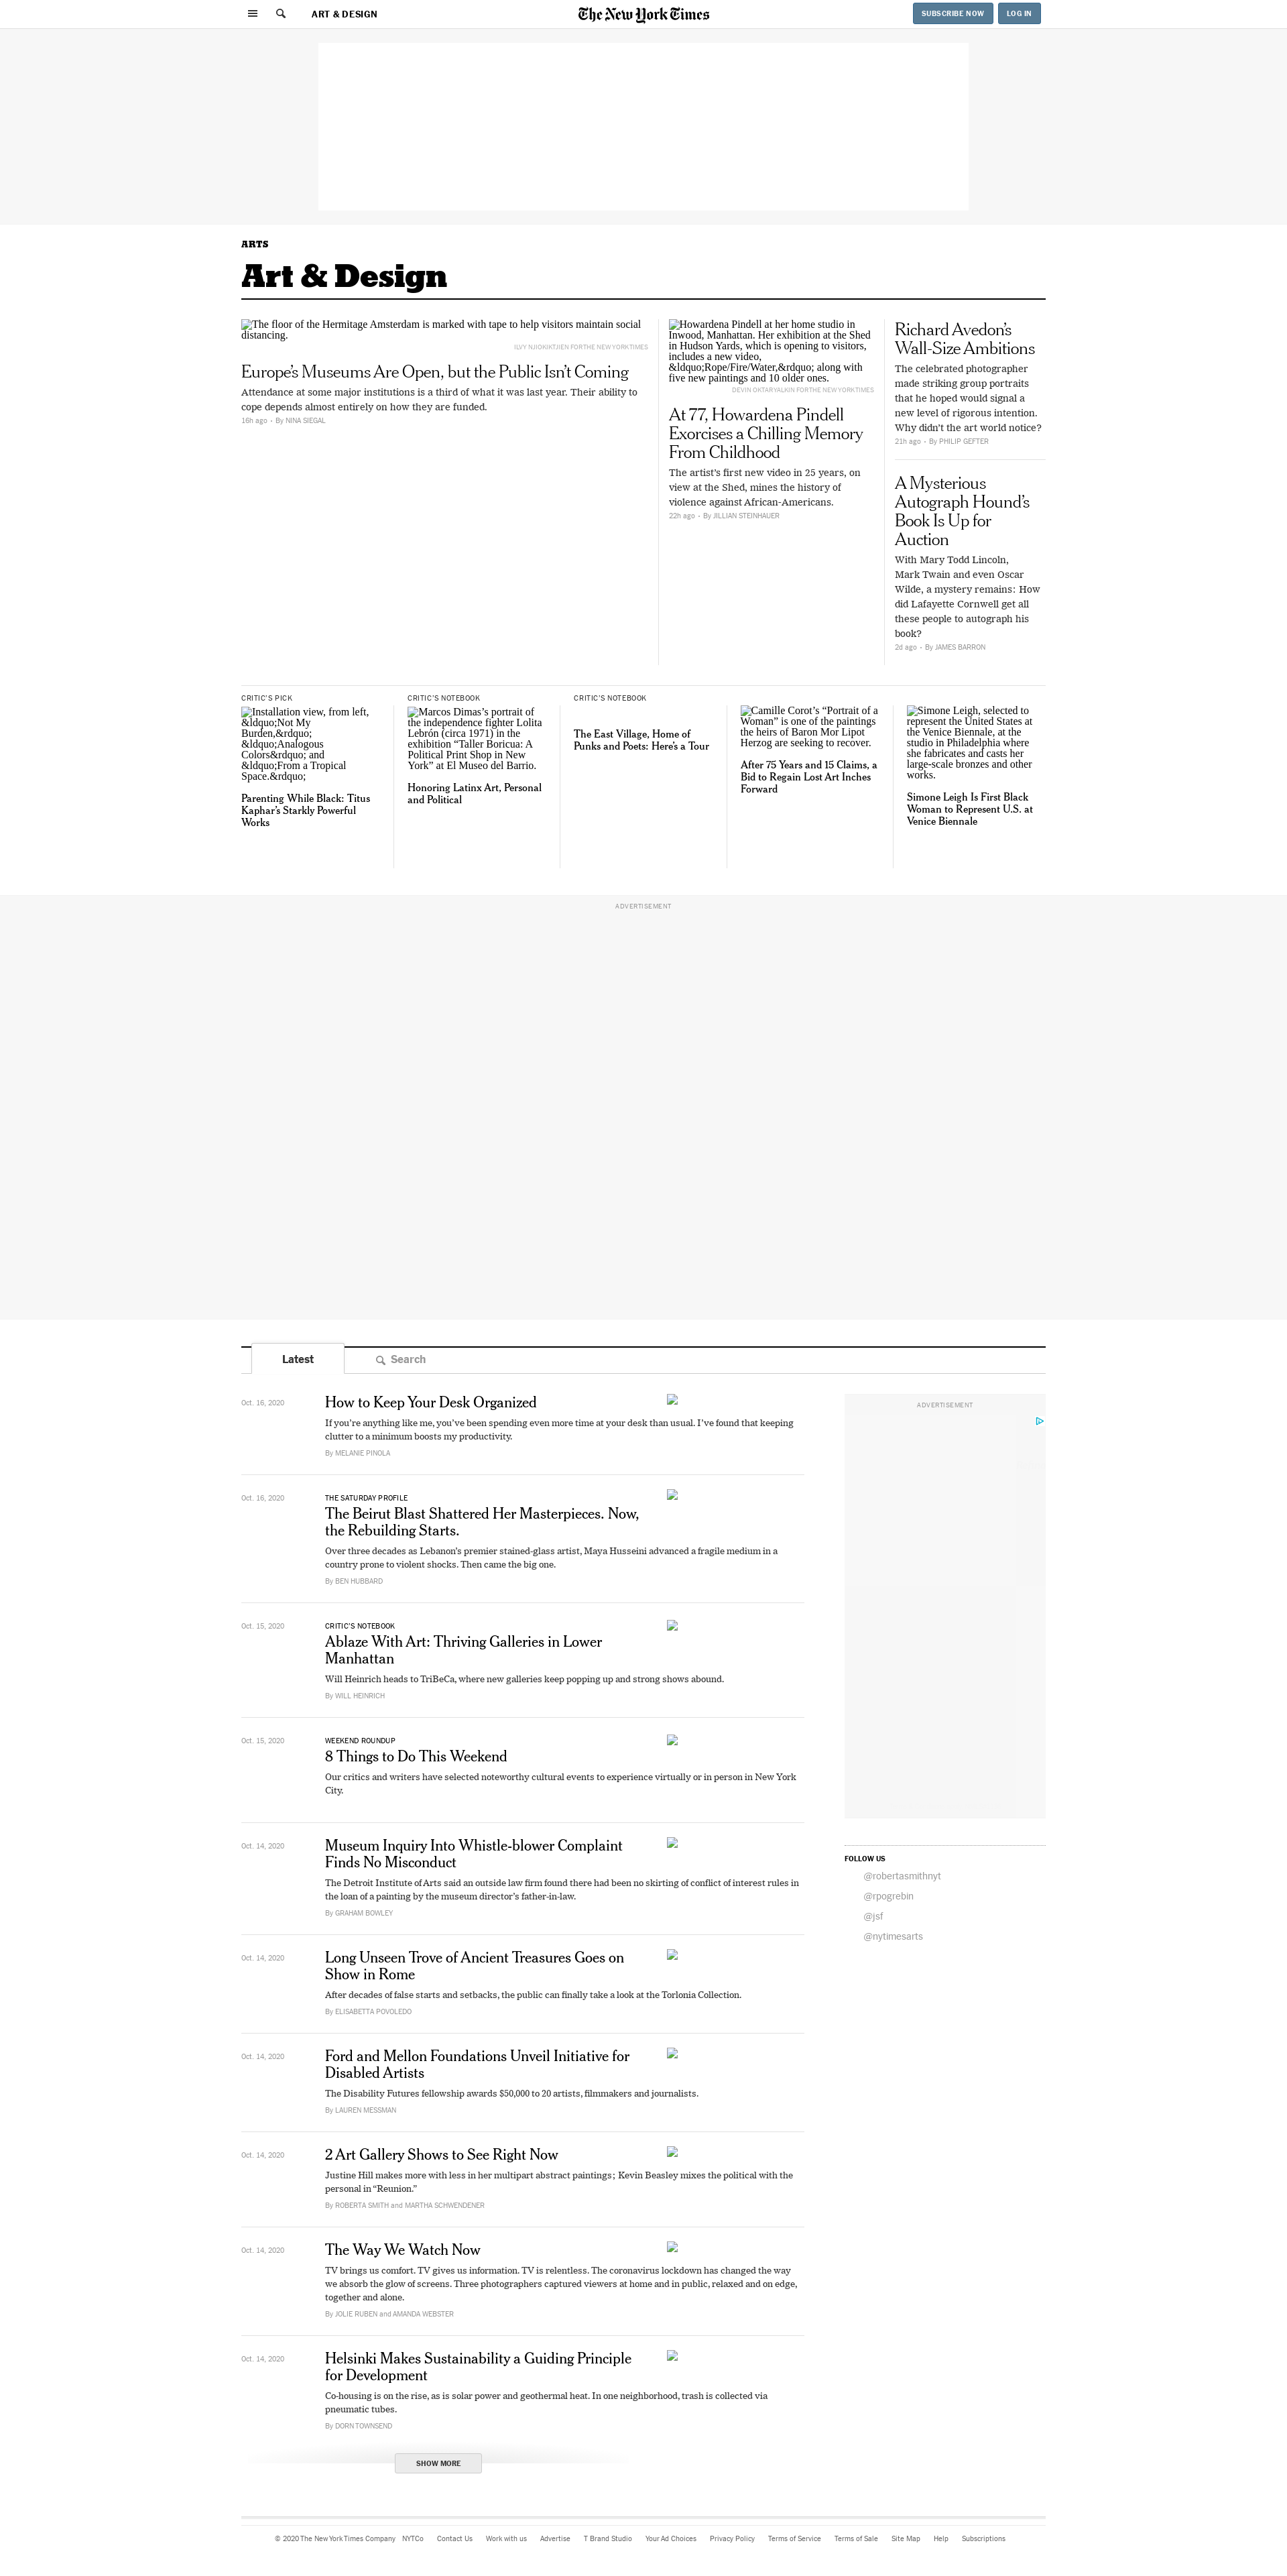 ART & DESIGN
The New York Times
SUBSCRIBE NOW
LOG IN
ARTS
Art & Design
The floor of the Hermitage Amsterdam is marked with tape to help visitors maintain social
distancing.
ILVY NJIOKIKTJIEN FOR THE NEW YORK TIMES
Europe’s Museums Are Open, but the Public Isn’t Coming
Attendance at some major institutions is a third of what it was last year. Their ability to
cope depends almost entirely on how they are funded.
16h ago • By NINA SIEGAL
Howardena Pindell at her home studio in
Inwood, Manhattan. Her exhibition at the Shed
in Hudson Yards, which is opening to visitors,
includes a new video,
&ldquo;Rope/Fire/Water,&rdquo; along with
five new paintings and 10 older ones.
DEVIN OKTAR YALKIN FOR THE NEW YORK TIMES
At 77, Howardena Pindell
Exorcises a Chilling Memory
From Childhood
The artist’s first new video in 25 years, on
view at the Shed, mines the history of
violence against African-Americans.
22h ago • By JILLIAN STEINHAUER
Richard Avedon’s
Wall-Size Ambitions
The celebrated photographer
made striking group portraits
that he hoped would signal a
new level of rigorous intention.
Why didn’t the art world notice?
21h ago • By PHILIP GEFTER
A Mysterious
Autograph Hound’s
Book Is Up for
Auction
With Mary Todd Lincoln,
Mark Twain and even Oscar
Wilde, a mystery remains: How
did Lafayette Cornwell get all
these people to autograph his
book?
2d ago • By JAMES BARRON
CRITIC’S PICK
Installation view, from left,
&ldquo;Not My
Burden,&rdquo;
&ldquo;Analogous
Colors&rdquo; and
&ldquo;From a Tropical
Space.&rdquo;
Parenting While Black: Titus
Kaphar’s Starkly Powerful
Works
CRITIC’S NOTEBOOK
Marcos Dimas’s portrait of
the independence fighter Lolita
Lebrón (circa 1971) in the
exhibition “Taller Boricua: A
Political Print Shop in New
York” at El Museo del Barrio.
Honoring Latinx Art, Personal
and Political
CRITIC’S NOTEBOOK
The East Village, Home of
Punks and Poets: Here’s a Tour
Camille Corot’s “Portrait of a
Woman” is one of the paintings
the heirs of Baron Mor Lipot
Herzog are seeking to recover.
After 75 Years and 15 Claims, a
Bid to Regain Lost Art Inches
Forward
Simone Leigh, selected to
represent the United States at
the Venice Biennale, at the
studio in Philadelphia where
she fabricates and casts her
large-scale bronzes and other
works.
Simone Leigh Is First Black
Woman to Represent U.S. at
Venice Biennale
ADVERTISEMENT
Latest
Search
Oct. 16, 2020
How to Keep Your Desk Organized
If you’re anything like me, you’ve been spending even more time at your desk than usual. I’ve found that keeping
clutter to a minimum boosts my productivity.
By MELANIE PINOLA
Oct. 16, 2020
THE SATURDAY PROFILE
The Beirut Blast Shattered Her Masterpieces. Now,
the Rebuilding Starts.
Over three decades as Lebanon’s premier stained-glass artist, Maya Husseini advanced a fragile medium in a
country prone to violent shocks. Then came the big one.
By BEN HUBBARD
Oct. 15, 2020
CRITIC’S NOTEBOOK
Ablaze With Art: Thriving Galleries in Lower
Manhattan
Will Heinrich heads to TriBeCa, where new galleries keep popping up and strong shows abound.
By WILL HEINRICH
Oct. 15, 2020
WEEKEND ROUNDUP
8 Things to Do This Weekend
Our critics and writers have selected noteworthy cultural events to experience virtually or in person in New York
City.
Oct. 14, 2020
Museum Inquiry Into Whistle-blower Complaint
Finds No Misconduct
The Detroit Institute of Arts said an outside law firm found there had been no skirting of conflict of interest rules in
the loan of a painting by the museum director’s father-in-law.
By GRAHAM BOWLEY
Oct. 14, 2020
Long Unseen Trove of Ancient Treasures Goes on
Show in Rome
After decades of false starts and setbacks, the public can finally take a look at the Torlonia Collection.
By ELISABETTA POVOLEDO
Oct. 14, 2020
Ford and Mellon Foundations Unveil Initiative for
Disabled Artists
The Disability Futures fellowship awards $50,000 to 20 artists, filmmakers and journalists.
By LAUREN MESSMAN
Oct. 14, 2020
2 Art Gallery Shows to See Right Now
Justine Hill makes more with less in her multipart abstract paintings; Kevin Beasley mixes the political with the
personal in “Reunion.”
By ROBERTA SMITH and MARTHA SCHWENDENER
Oct. 14, 2020
The Way We Watch Now
TV brings us comfort. TV gives us information. TV is relentless. The coronavirus lockdown has changed the way
we absorb the glow of screens. Three photographers captured viewers at home and in public, relaxed and on edge,
together and alone.
By JOLIE RUBEN and AMANDA WEBSTER
Oct. 14, 2020
Helsinki Makes Sustainability a Guiding Principle
for Development
Co-housing is on the rise, as is solar power and geothermal heat. In one neighborhood, trash is collected via
pneumatic tubes.
By DORN TOWNSEND
SHOW MORE
ADVERTISEMENT
FOLLOW US
@robertasmithnyt
@rpogrebin
@jsf
@nytimesarts
© 2020 The New York Times Company NYTCo Contact Us Work with us Advertise T Brand Studio Your Ad Choices Privacy Policy Terms of Service Terms of Sale Site Map Help Subscriptions